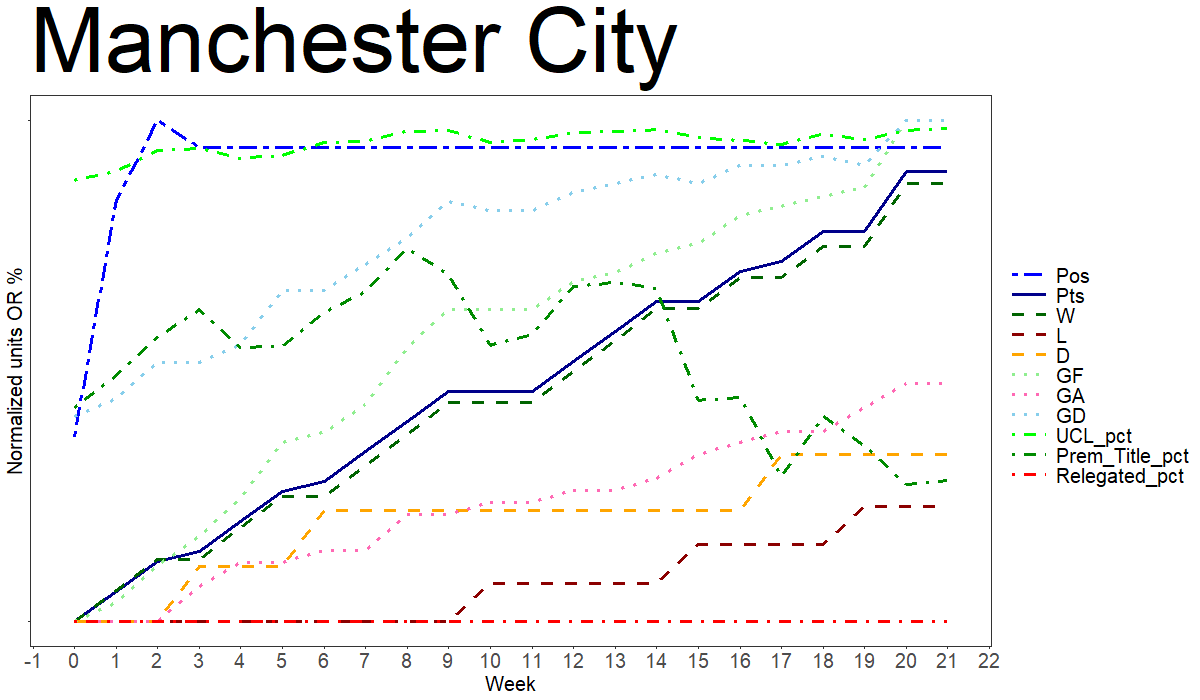 Manchester City
Normalized units OR %
-1 0 1 2 3 4 5 6 7 8 9 10 11 12 13 14 15 16 17 18 19 20 21 22
Week
Pos
Pts
W
L
D
GF
GA
GD
UCL_pct
Prem_Title_pct
Relegated_pct